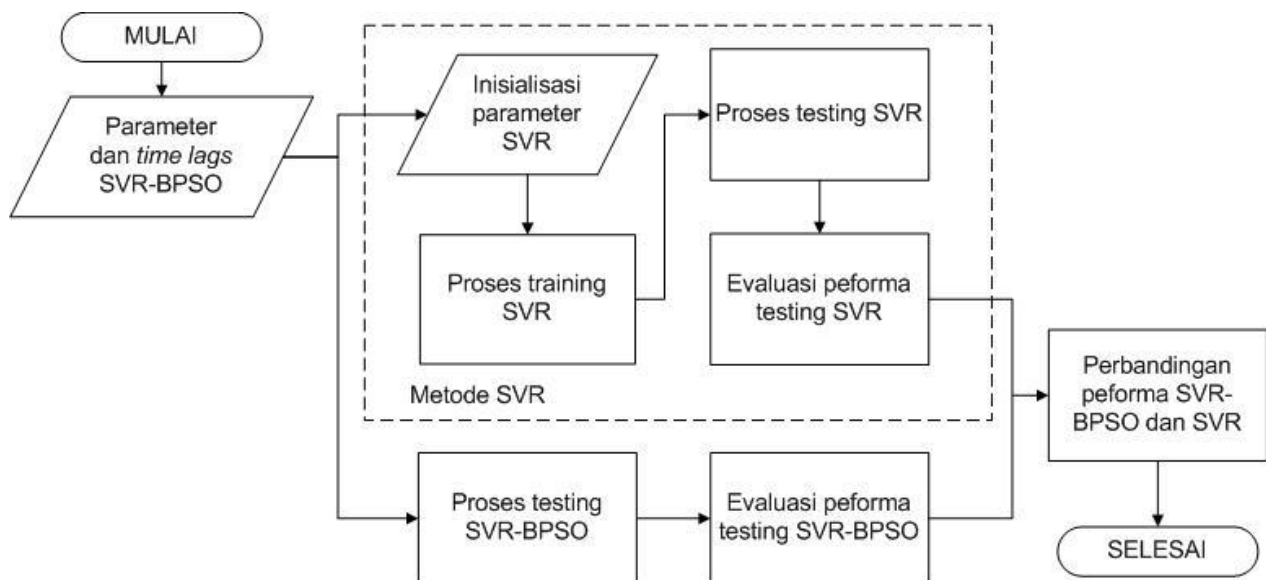 MULAI
Parameter
dan time lags
SVR-BPSO
Inisialisasi
parameter
SVR
Proses training
SVR
Proses testing SVR
Evaluasi peforma
testing SVR
Metode SVR
Proses testing
SVR-BPSO
Evaluasi peforma
testing SVR-BPSO
Perbandingan
peforma SVR-
BPSO dan SVR
SELESAI